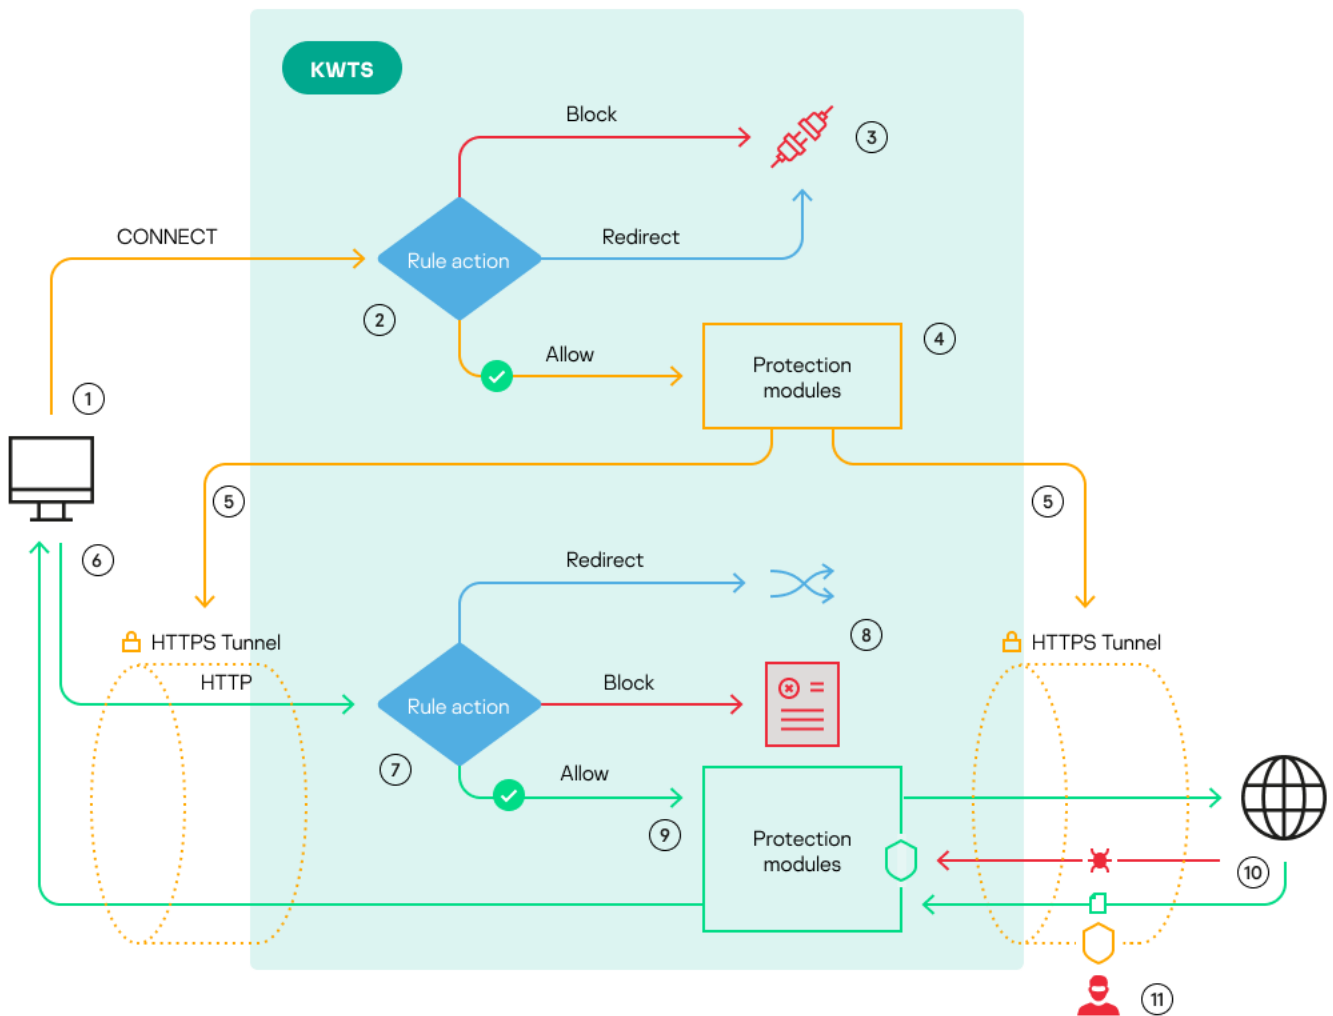 KWTS
Block
3
CONNECT
Redirect
Rule action
2
4
Allow
Protection
modules
1
5
5
6
Redirect
HTTPS Tunnel
8
HTTPS Tunnel
HTTP
Block
Rule action
7
Allow
9
Protection
modules
10
11